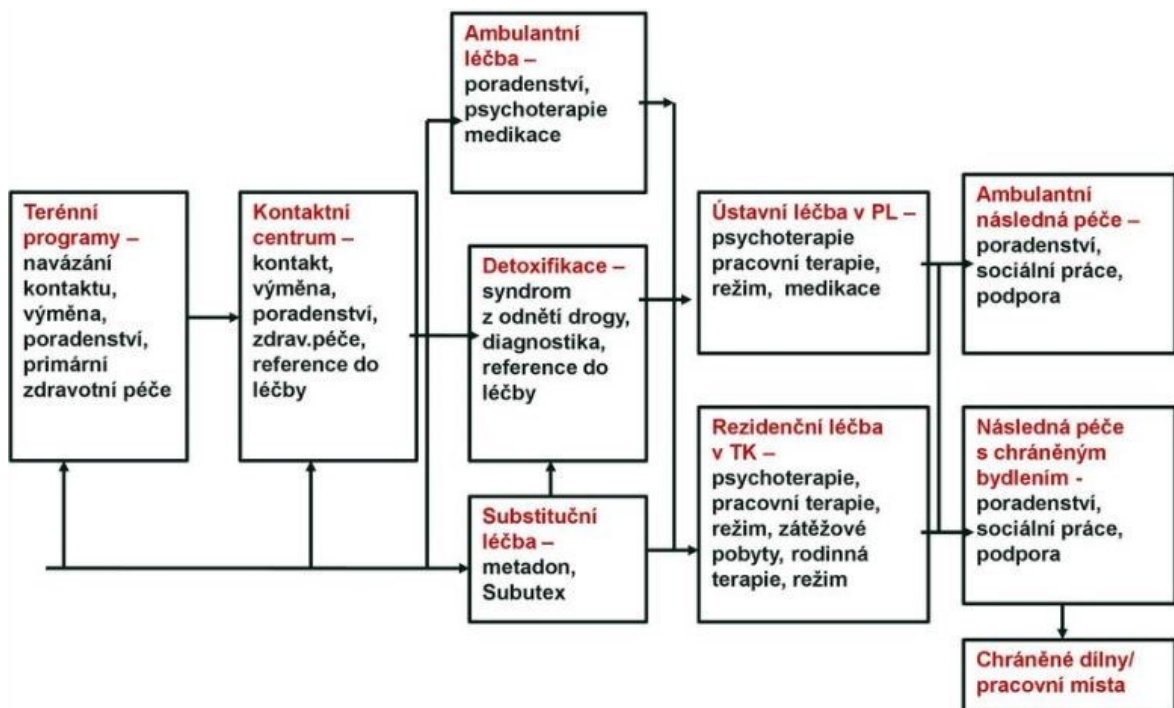 Ambulantní
léčba –
poradenství,
psychoterapie
medikace
Terénní
programy –
navázání
kontaktu,
výměna,
poradenství,
primární
zdravotní péče
Kontaktní
centrum –
kontakt,
výměna,
poradenství,
zdrav.péče,
reference do
léčby
Detoxifikace –
syndrom
z odnětí drogy,
diagnostika,
reference do
léčby
Substituční
léčba –
metadon,
Subutex
Ústavní léčba v PL –
psychoterapie
pracovní terapie,
režim, medikace
Rezidenční léčba
v TK –
psychoterapie,
pracovní terapie,
režim, zátěžové
pobyty, rodinná
terapie, režim
Ambulantní
následná péče –
poradenství,
sociální práce,
podpora
Následná péče
s chráněným
bydlením -
poradenství,
sociální práce,
podpora
Chráněné dílny/
pracovní místa